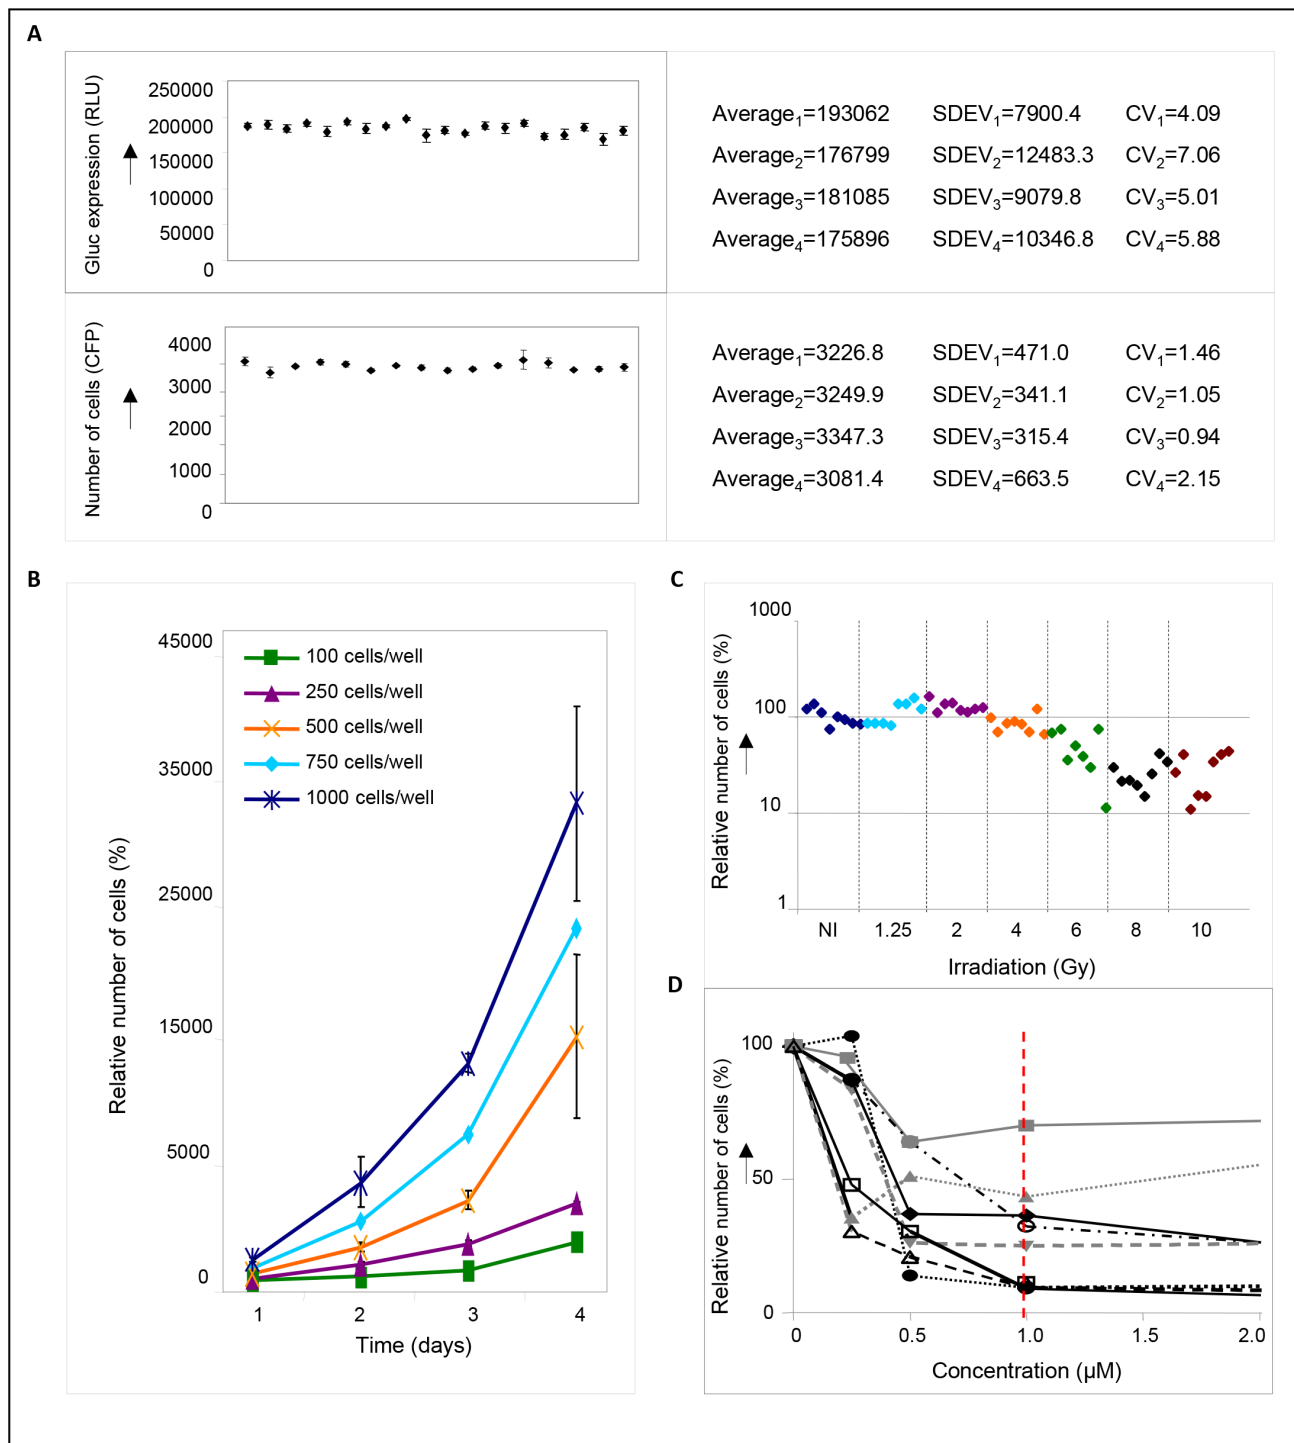 A
Gluc expression (RLU)
250000
200000
150000
100000
50000
0
Average1=193062 SDEV1=7900.4 CV1=4.09
Average2=176799 SDEV2=12483.3 CV2=7.06
Average3=181085 SDEV3=9079.8 CV3=5.01
Average4=175896 SDEV4=10346.8 CV4=5.88
Number of cells (CFP)
4000
3000
2000
1000
0
Average1=3226.8 SDEV1=471.0 CV1=1.46
Average2=3249.9 SDEV2=341.1 CV2=1.05
Average3=3347.3 SDEV3=315.4 CV3=0.94
Average4=3081.4 SDEV4=663.5 CV4=2.15
B
Relative number of cells (%)
45000
35000
25000
15000
5000
0
100 cells/well
250 cells/well
500 cells/well
750 cells/well
1000 cells/well
1 2 3 4
Time (days)
C
Relative number of cells (%)
1000
100
10
1
NI 1.25 2 4 6 8 10
Irradiation (Gy)
D
Relative number of cells (%)
100
50
0
0 0.5 1.0 1.5 2.0
Concentration (µM)